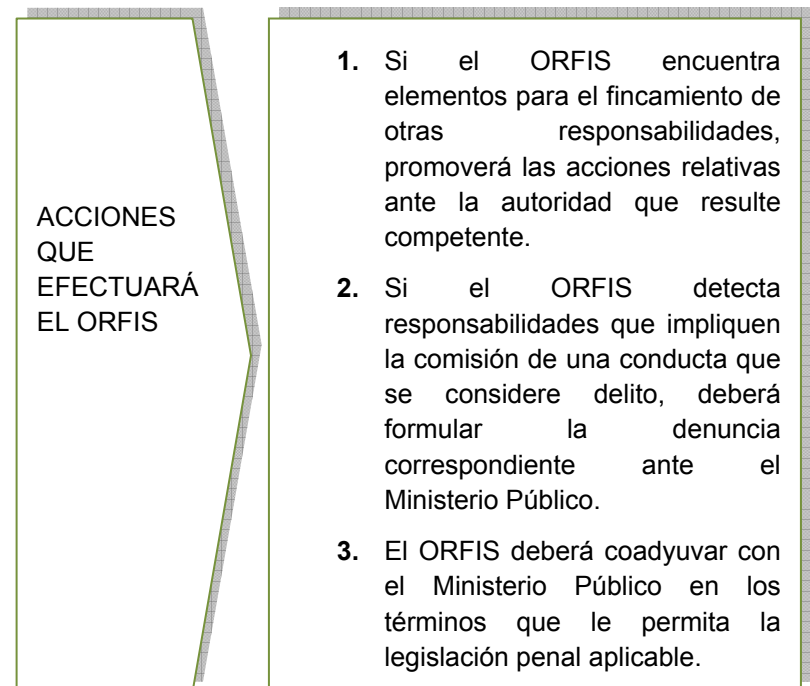 ACCIONES
QUE
EFECTUARÁ
EL ORFIS
1. Si el ORFIS encuentra
elementos para el fincamiento de
otras responsabilidades,
promoverá las acciones relativas
ante la autoridad que resulte
competente.
2. Si el ORFIS detecta
responsabilidades que impliquen
la comisión de una conducta que
se considere delito, deberá
formular la denuncia
correspondiente ante el
Ministerio Público.
3. El ORFIS deberá coadyuvar con
el Ministerio Público en los
términos que le permita la
legislación penal aplicable.